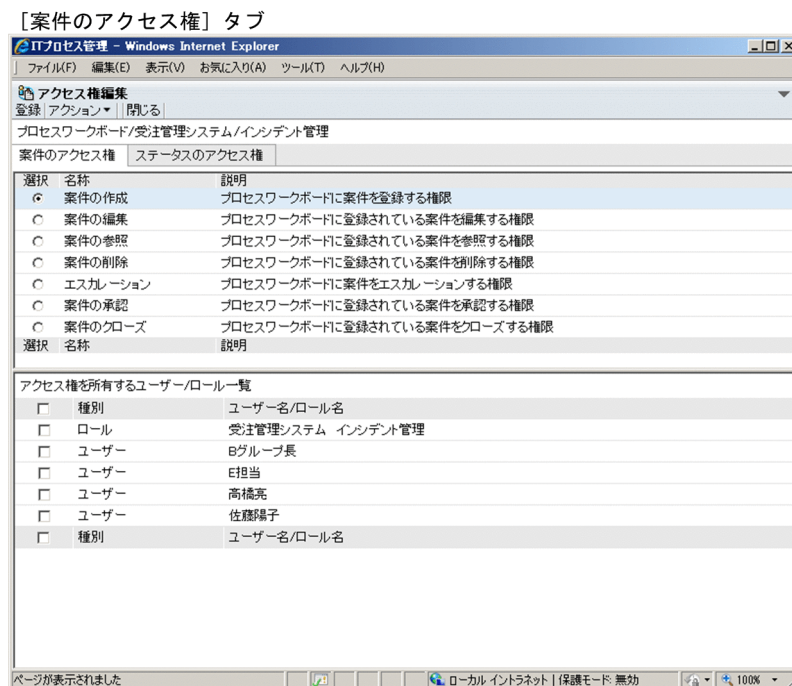 ［案件のアクセス権］タブ
ITプロセス管理 - Windows Internet Explorer
ファイル(F) 編集(E) 表示(V) お気に入り(A) ツール(T) ヘルプ(H)
アクセス権編集
登録 アクション 閉じる
プロセスワークボード/受注管理システム/インシデント管理
案件のアクセス権 ステータスのアクセス権
選択 名称 説明
案件の作成 プロセスワークボードに案件を登録する権限
案件の編集 プロセスワークボードに登録されている案件を編集する権限
案件の参照 プロセスワークボードに登録されている案件を参照する権限
案件の削除 プロセスワークボードに登録されている案件を削除する権限
エスカレーション プロセスワークボードに案件をエスカレーションする権限
案件の承認 プロセスワークボードに登録されている案件を承認する権限
案件のクローズ プロセスワークボードに登録されている案件をクローズする権限
選択 名称 説明
アクセス権を所有するユーザー/ロール一覧
種別 ユーザー名/ロール名
ロール 受注管理システム インシデント管理
ユーザー Bグループ長
ユーザー E担当
ユーザー 高橋亮
ユーザー 佐藤陽子
種別 ユーザー名/ロール名
ページが表示されました ローカル イントラネット | 保護モード: 無効 100%